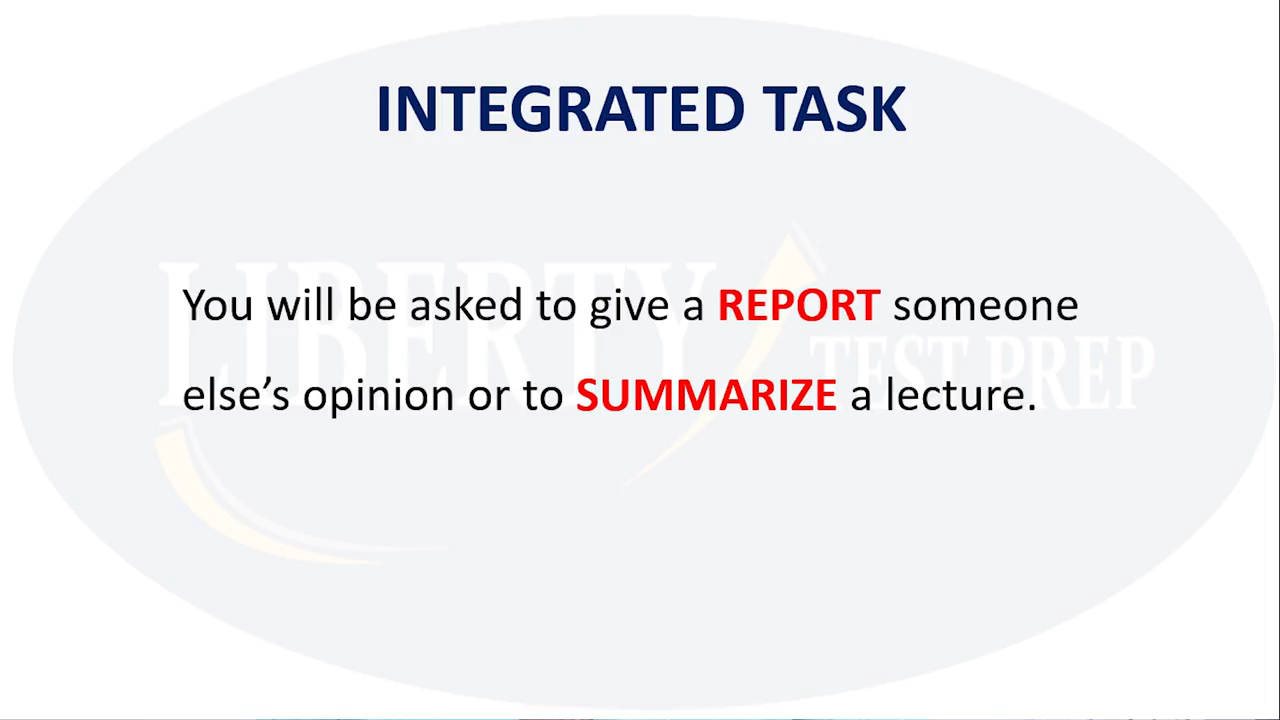 INTEGRATED TASK
LIBERTY
TEST PREP
You will be asked to give a REPORT someone
else’s opinion or to SUMMARIZE a lecture.